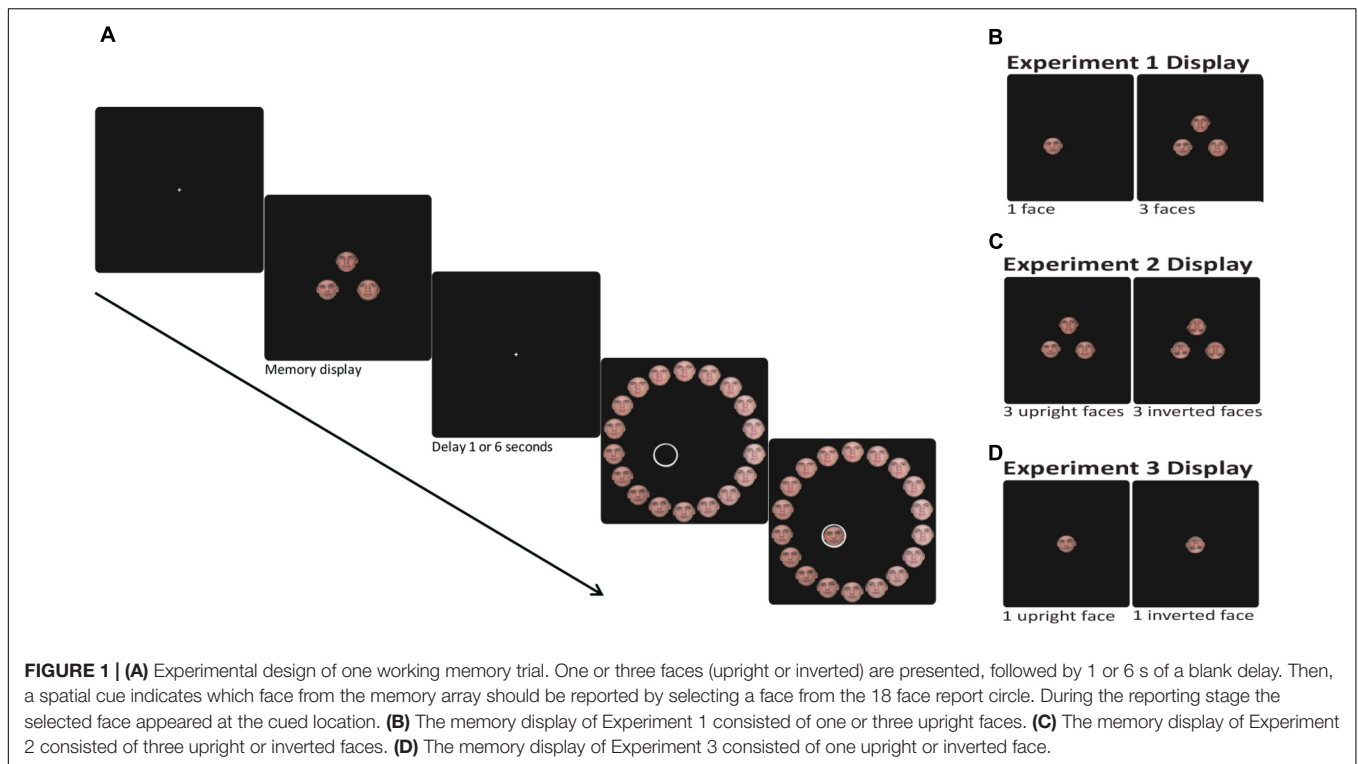 A
Memory display
Delay 1 or 6 seconds
B
Experiment 1 Display
1 face 3 faces
C
Experiment 2 Display
3 upright faces 3 inverted faces
D
Experiment 3 Display
1 upright face 1 inverted face
FIGURE 1 | (A) Experimental design of one working memory trial. One or three faces (upright or inverted) are presented, followed by 1 or 6 s of a blank delay. Then,
a spatial cue indicates which face from the memory array should be reported by selecting a face from the 18 face report circle. During the reporting stage the
selected face appeared at the cued location. (B) The memory display of Experiment 1 consisted of one or three upright faces. (C) The memory display of Experiment
2 consisted of three upright or inverted faces. (D) The memory display of Experiment 3 consisted of one upright or inverted face.